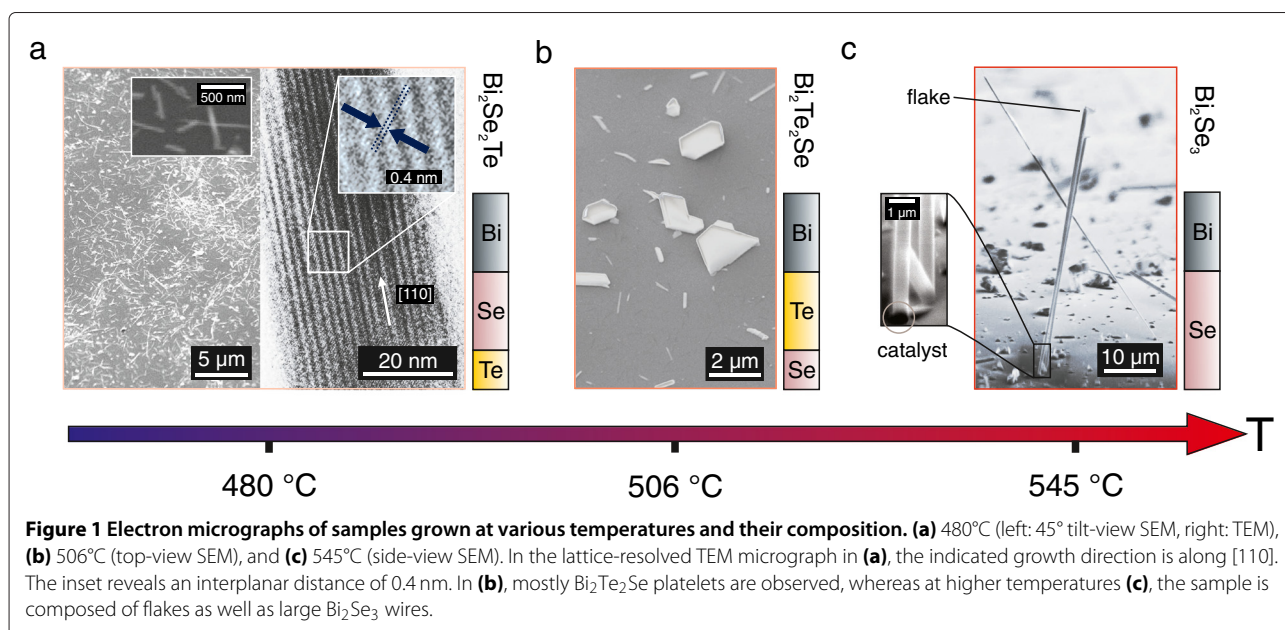 a
b
c
500 nm
0.4 nm
[110]
5 µm
20 nm
Bi₂Se₂Te
Bi
Se
Te
2 µm
Bi₂Te₂Se
Bi
Te
Se
flake
1 µm
catalyst
10 µm
Bi₂Se₃
Bi
Se
T
480 °C
506 °C
545 °C
Figure 1 Electron micrographs of samples grown at various temperatures and their composition. (a) 480°C (left: 45° tilt-view SEM, right: TEM),
(b) 506°C (top-view SEM), and (c) 545°C (side-view SEM). In the lattice-resolved TEM micrograph in (a), the indicated growth direction is along [110].
The inset reveals an interplanar distance of 0.4 nm. In (b), mostly Bi₂Te₂Se platelets are observed, whereas at higher temperatures (c), the sample is
composed of flakes as well as large Bi₂Se₃ wires.